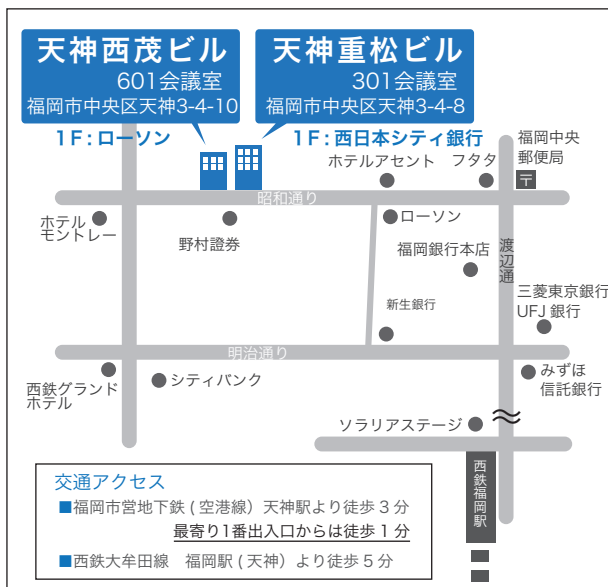 天神西茂ビル
601会議室
福岡市中央区天神3-4-10
天神重松ビル
301会議室
福岡市中央区天神3-4-8
1F:ローソン
1F:西日本シティ銀行
福岡中央
郵便局
〒
ホテルアセント
フタタ
昭和通り
ホテル
モントレー
野村證券
ローソン
福岡銀行本店
渡辺通
新生銀行
三菱東京銀行
UFJ 銀行
明治通り
西鉄グランド
ホテル
シティバンク
みずほ
信託銀行
ソラリアステージ
西鉄福岡駅
交通アクセス
■福岡市営地下鉄 ( 空港線）天神駅より徒歩 3 分
最寄り1番出入口からは徒歩 1 分
■西鉄大牟田線　福岡駅 ( 天神）より徒歩 5 分